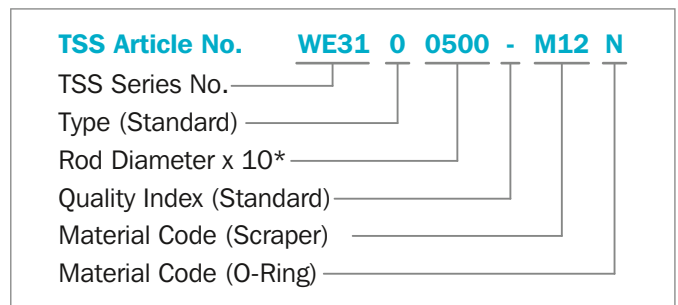 TSS Article No. WE31 0 0500 - M12 N
TSS Series No.
Type (Standard)
Rod Diameter x 10*
Quality Index (Standard)
Material Code (Scraper)
Material Code (O-Ring)